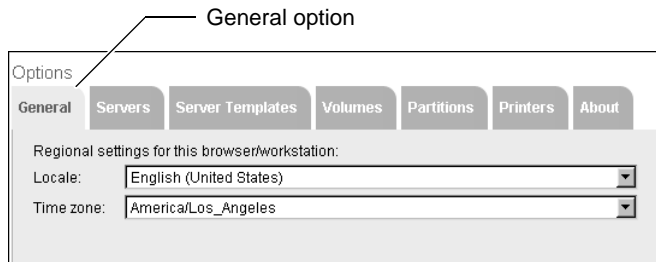 General option
Options
General Servers Server Templates Volumes Partitions Printers About
Regional settings for this browser/workstation:
Locale: English (United States)
Time zone: America/Los_Angeles